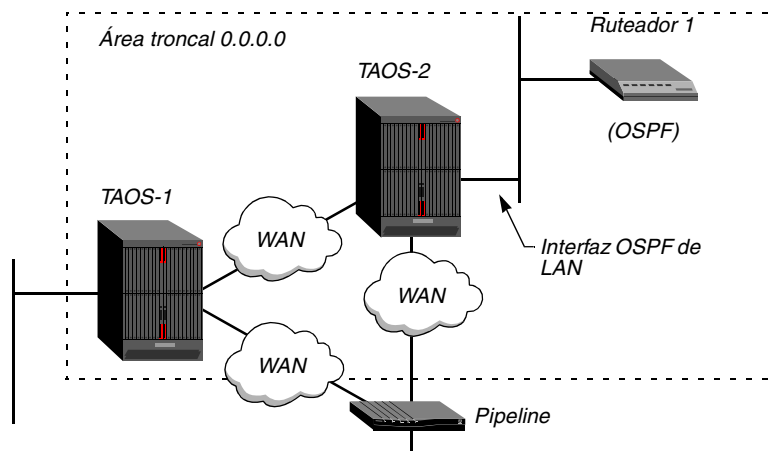 Área troncal 0.0.0.0
Ruteador 1
TAOS-2
(OSPF)
TAOS-1
WAN
Interfaz OSPF de
LAN
WAN
WAN
Pipeline